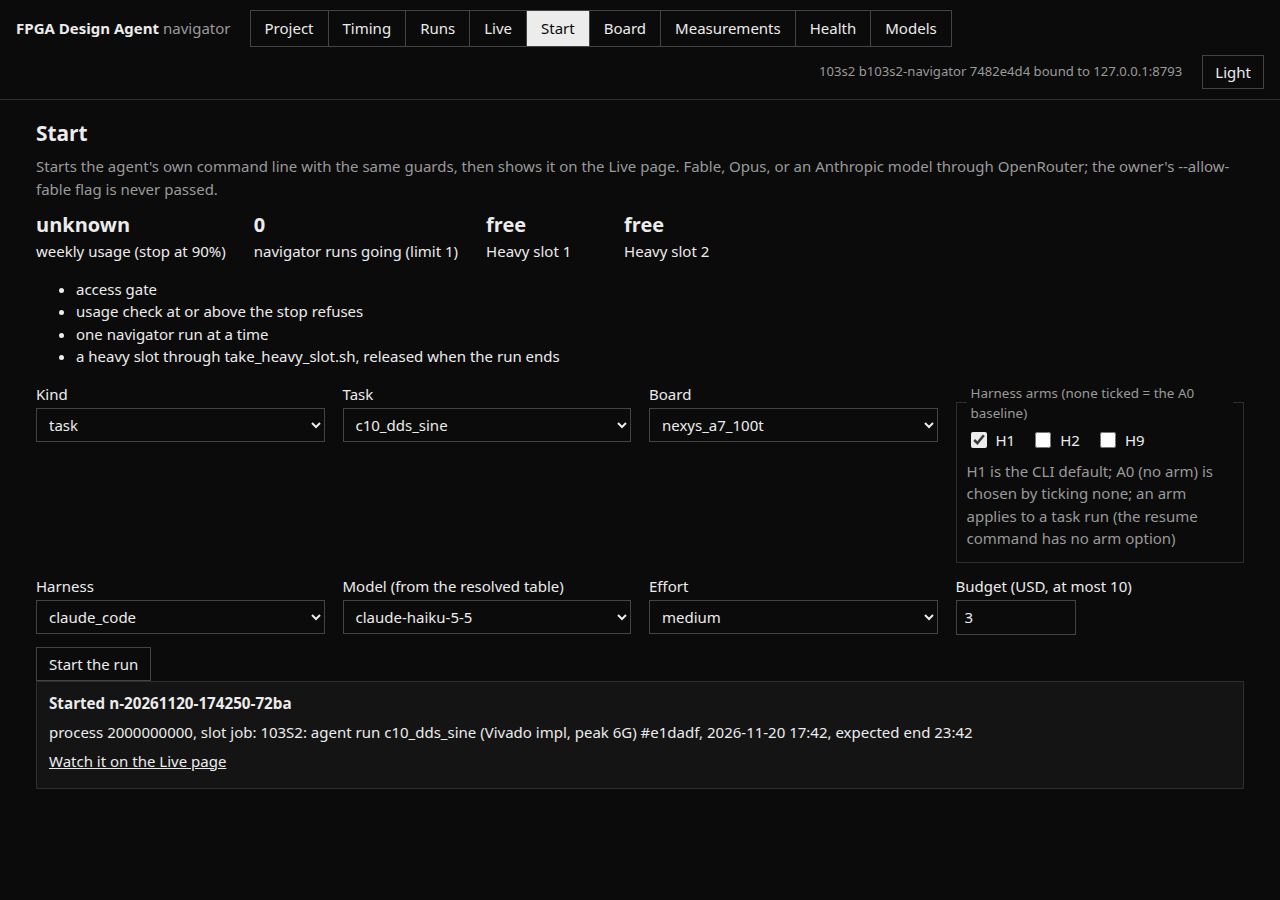 FPGA Design Agent navigator
Project
Timing
Runs
Live
Start
Board
Measurements
Health
Models
103s2 b103s2-navigator 7482e4d4 bound to 127.0.0.1:8793
Light
Start
Starts the agent's own command line with the same guards, then shows it on the Live page. Fable, Opus, or an Anthropic model through OpenRouter; the owner's --allow-
fable flag is never passed.
unknown
weekly usage (stop at 90%)
0
navigator runs going (limit 1)
free
Heavy slot 1
free
Heavy slot 2
access gate
usage check at or above the stop refuses
one navigator run at a time
a heavy slot through take_heavy_slot.sh, released when the run ends
Kind
task
Task
c10_dds_sine
Board
nexys_a7_100t
Harness arms (none ticked = the A0
baseline)
H1
H2
H9
H1 is the CLI default; A0 (no arm) is
chosen by ticking none; an arm
applies to a task run (the resume
command has no arm option)
Harness
claude_code
Model (from the resolved table)
claude-haiku-5-5
Effort
medium
Budget (USD, at most 10)
3
Start the run
Started n-20261120-174250-72ba
process 2000000000, slot job: 103S2: agent run c10_dds_sine (Vivado impl, peak 6G) #e1dadf, 2026-11-20 17:42, expected end 23:42
Watch it on the Live page